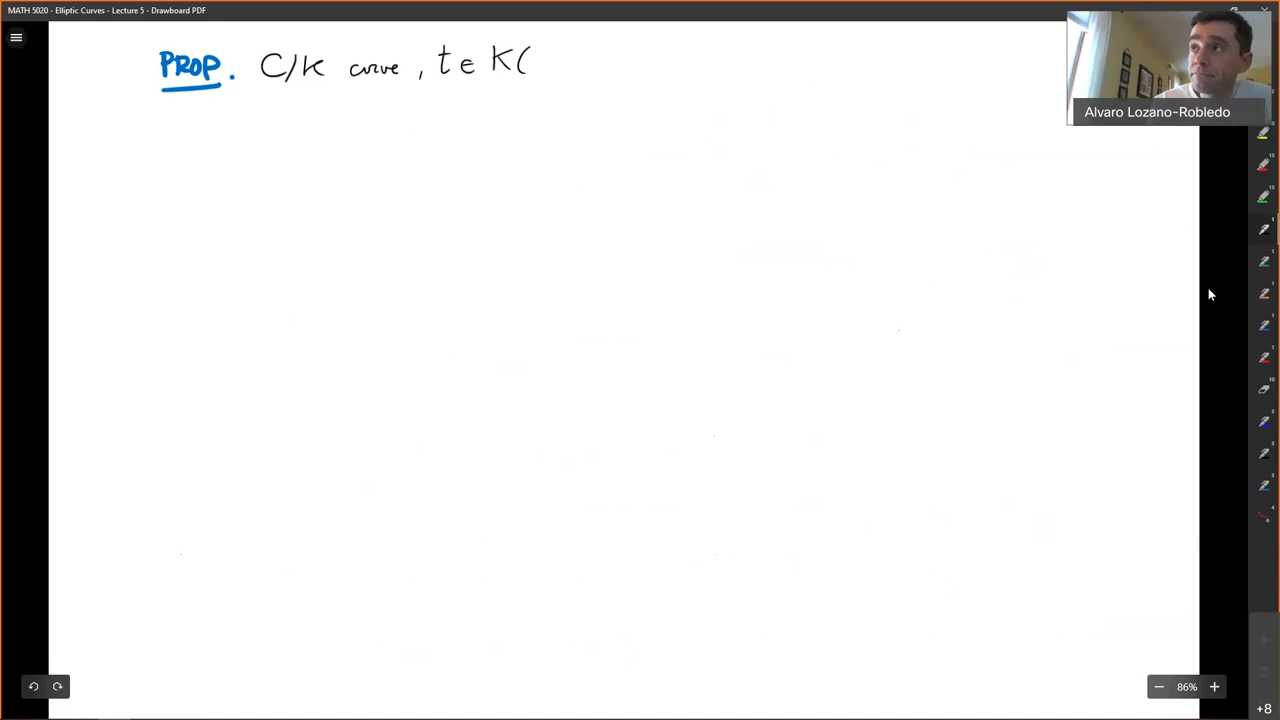 MATH 5020 - Elliptic Curves - Lecture 5 - Drawboard PDF
PROP. C/K curve, t ∈ K(
Alvaro Lozano-Robledo
86%
+8